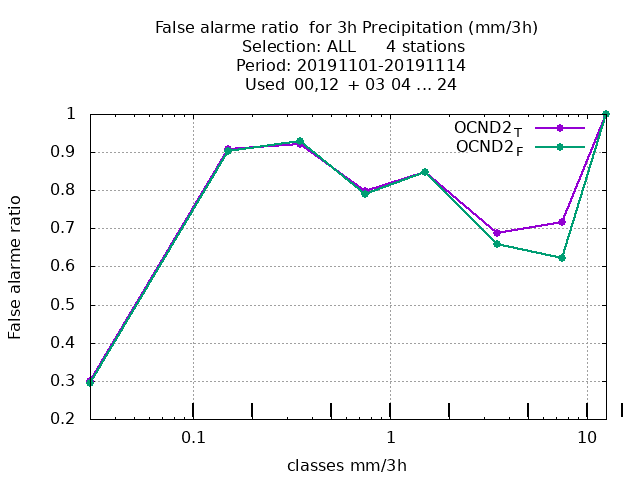 False alarme ratio  for 3h Precipitation (mm/3h)
Selection: ALL      4 stations
Period: 20191101-20191114
Used  00,12  + 03 04 ... 24
OCND2_T
OCND2_F
1
0.9
0.8
0.7
0.6
0.5
0.4
0.3
0.2
False alarme ratio
0.1 1 10
classes mm/3h